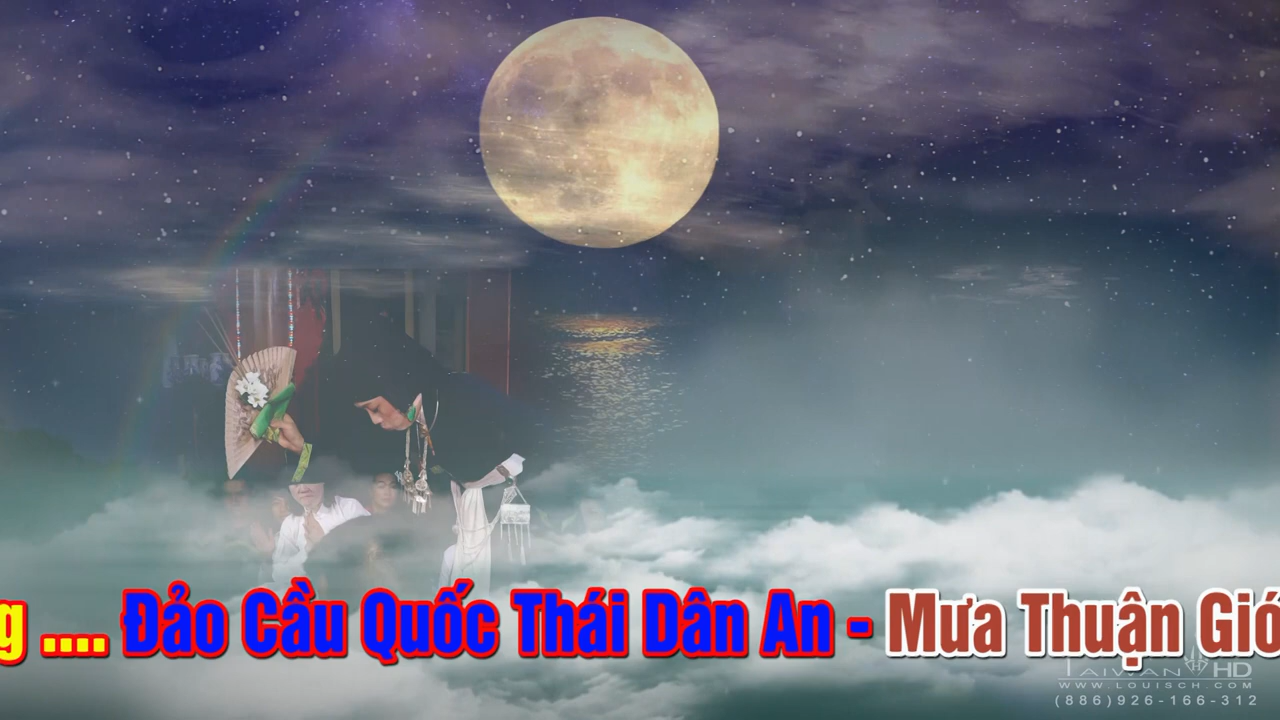 g .... Đảo Cầu Quốc Thái Dân An - Mưa Thuận Gió
TAIWAN HD
WWW.LOUISCH.COM
(886)926-166-312